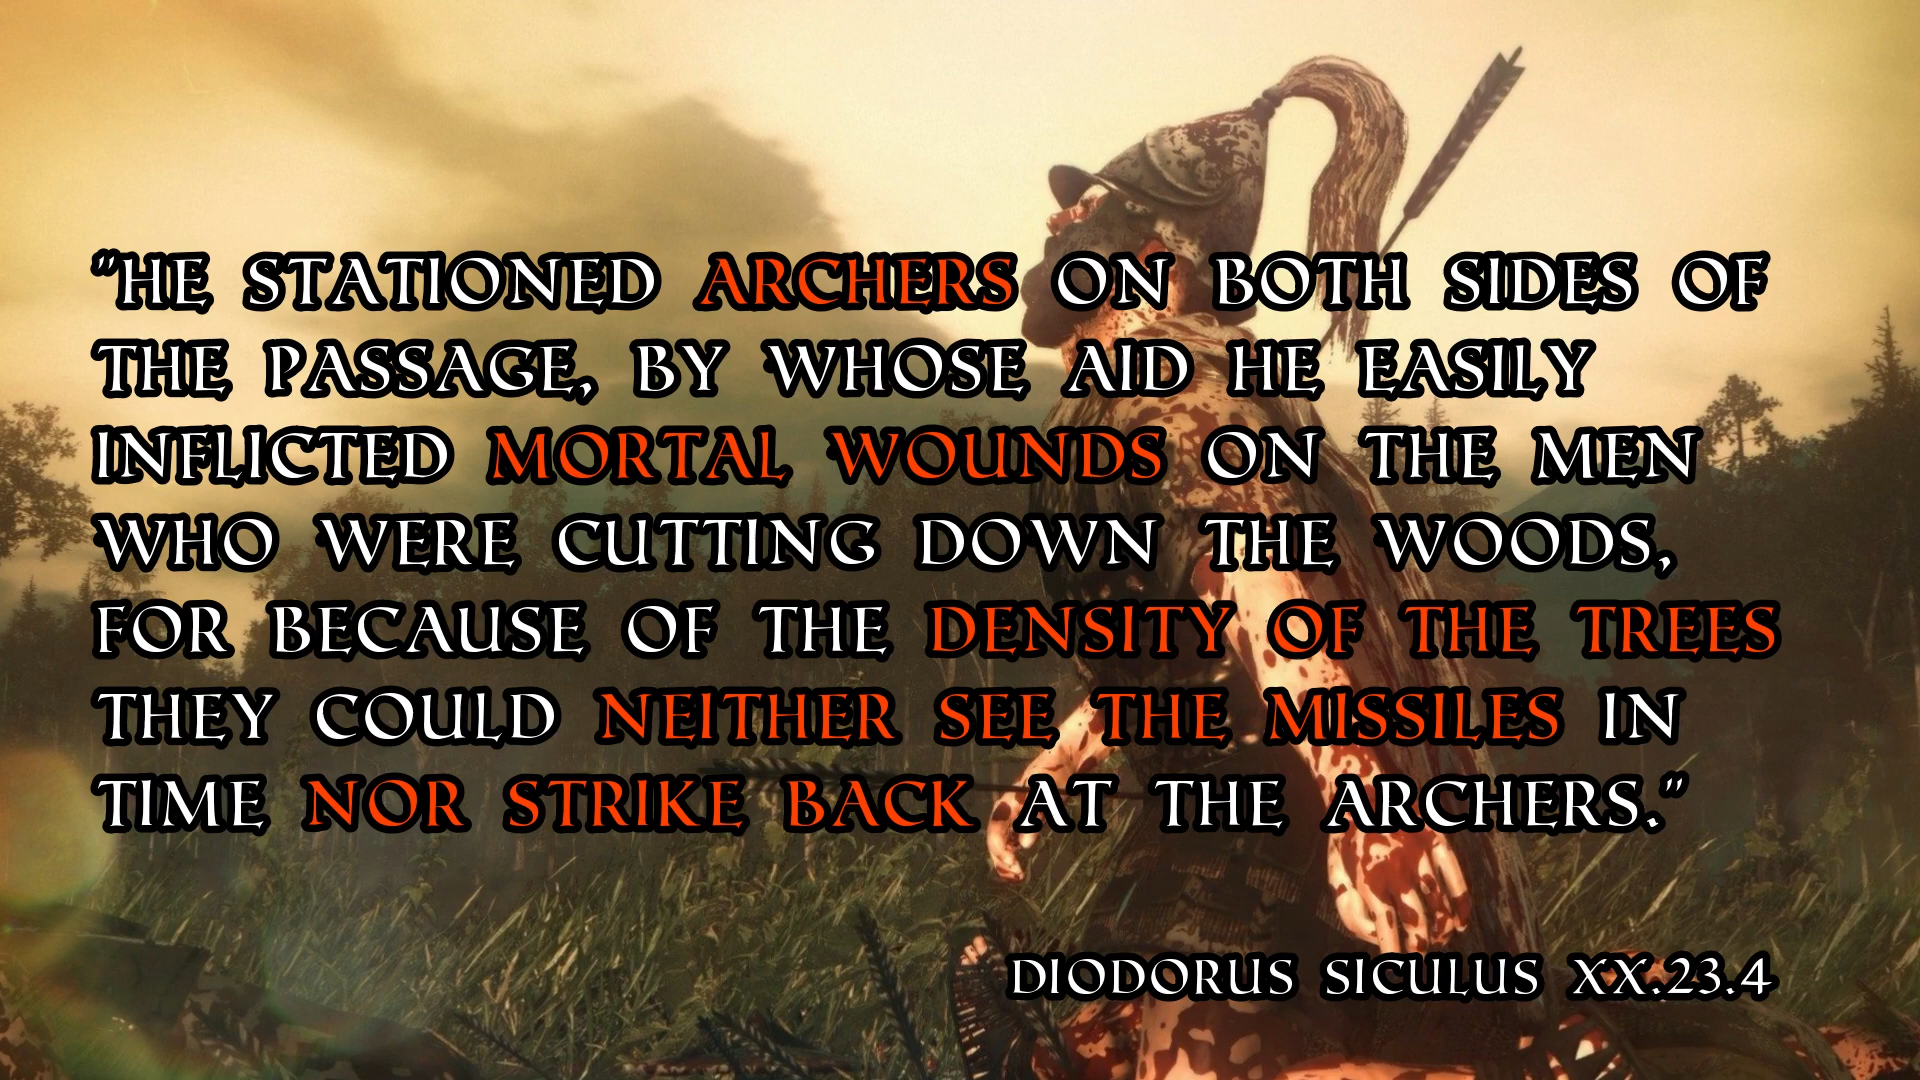 "HE STATIONED ARCHERS ON BOTH SIDES OF
THE PASSAGE, BY WHOSE AID HE EASILY
INFLICTED MORTAL WOUNDS ON THE MEN
WHO WERE CUTTING DOWN THE WOODS,
FOR BECAUSE OF THE DENSITY OF THE TREES
THEY COULD NEITHER SEE THE MISSILES IN
TIME NOR STRIKE BACK AT THE ARCHERS."
DIODORUS SICULUS XX.23.4